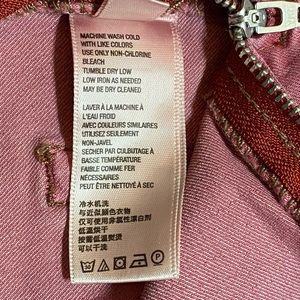 MACHINE WASH COLD
WITH LIKE COLORS
USE ONLY NON-CHLORINE
BLEACH
TUMBLE DRY LOW
LOW IRON AS NEEDED
MAY BE DRY CLEANED
LAVER À LA MACHINE À
L'EAU FROID
AVEC COULEURS SIMILAIRES
UTILISEZ SEULEMENT
NON-JAVEL
SECHER PAR CULBUTAGE À
BASSE TEMPÉRATURE
FAIBLE COMME FER
NÉCESSAIRES
PEUT ÊTRE NETTOYÉ À SEC
冷水机洗
与近似顏色衣物
仅可使用非氯性漂白剂
低温烘干
按需要低温熨烫
可以干洗
P